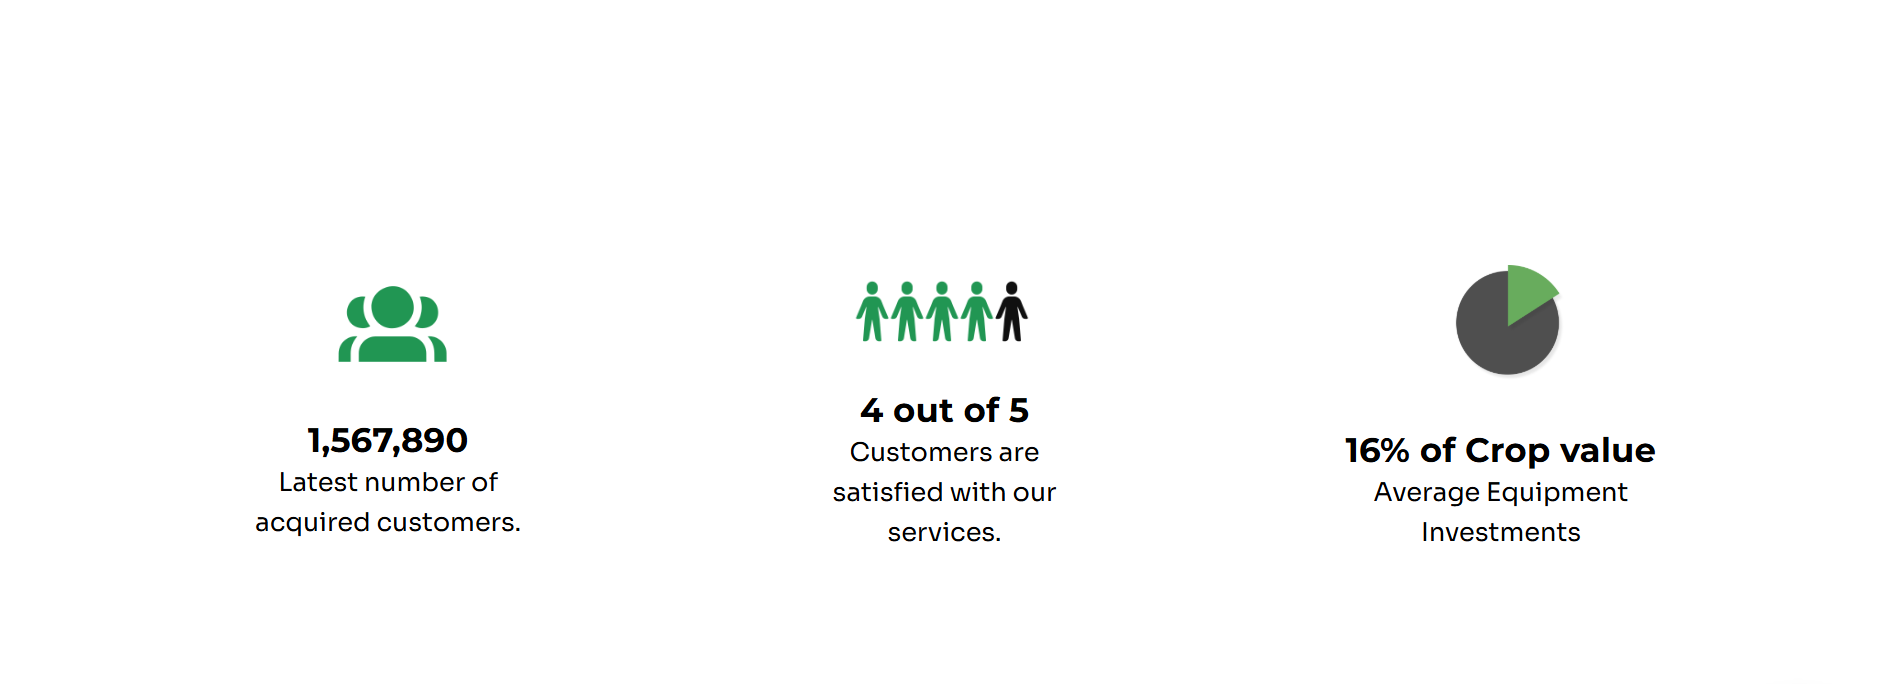 1,567,890
Latest number of
acquired customers.
4 out of 5
Customers are
satisfied with our
services.
16% of Crop value
Average Equipment
Investments